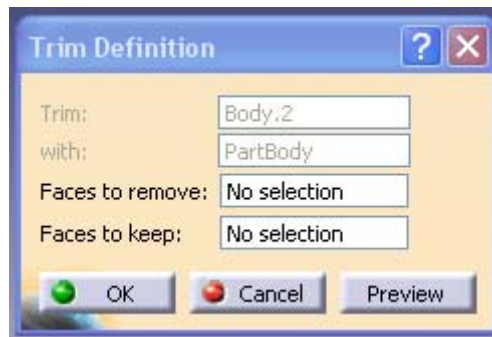 Trim Definition ?
Trim: Body.2
with: PartBody
Faces to remove: No selection
Faces to keep: No selection
OK Cancel Preview